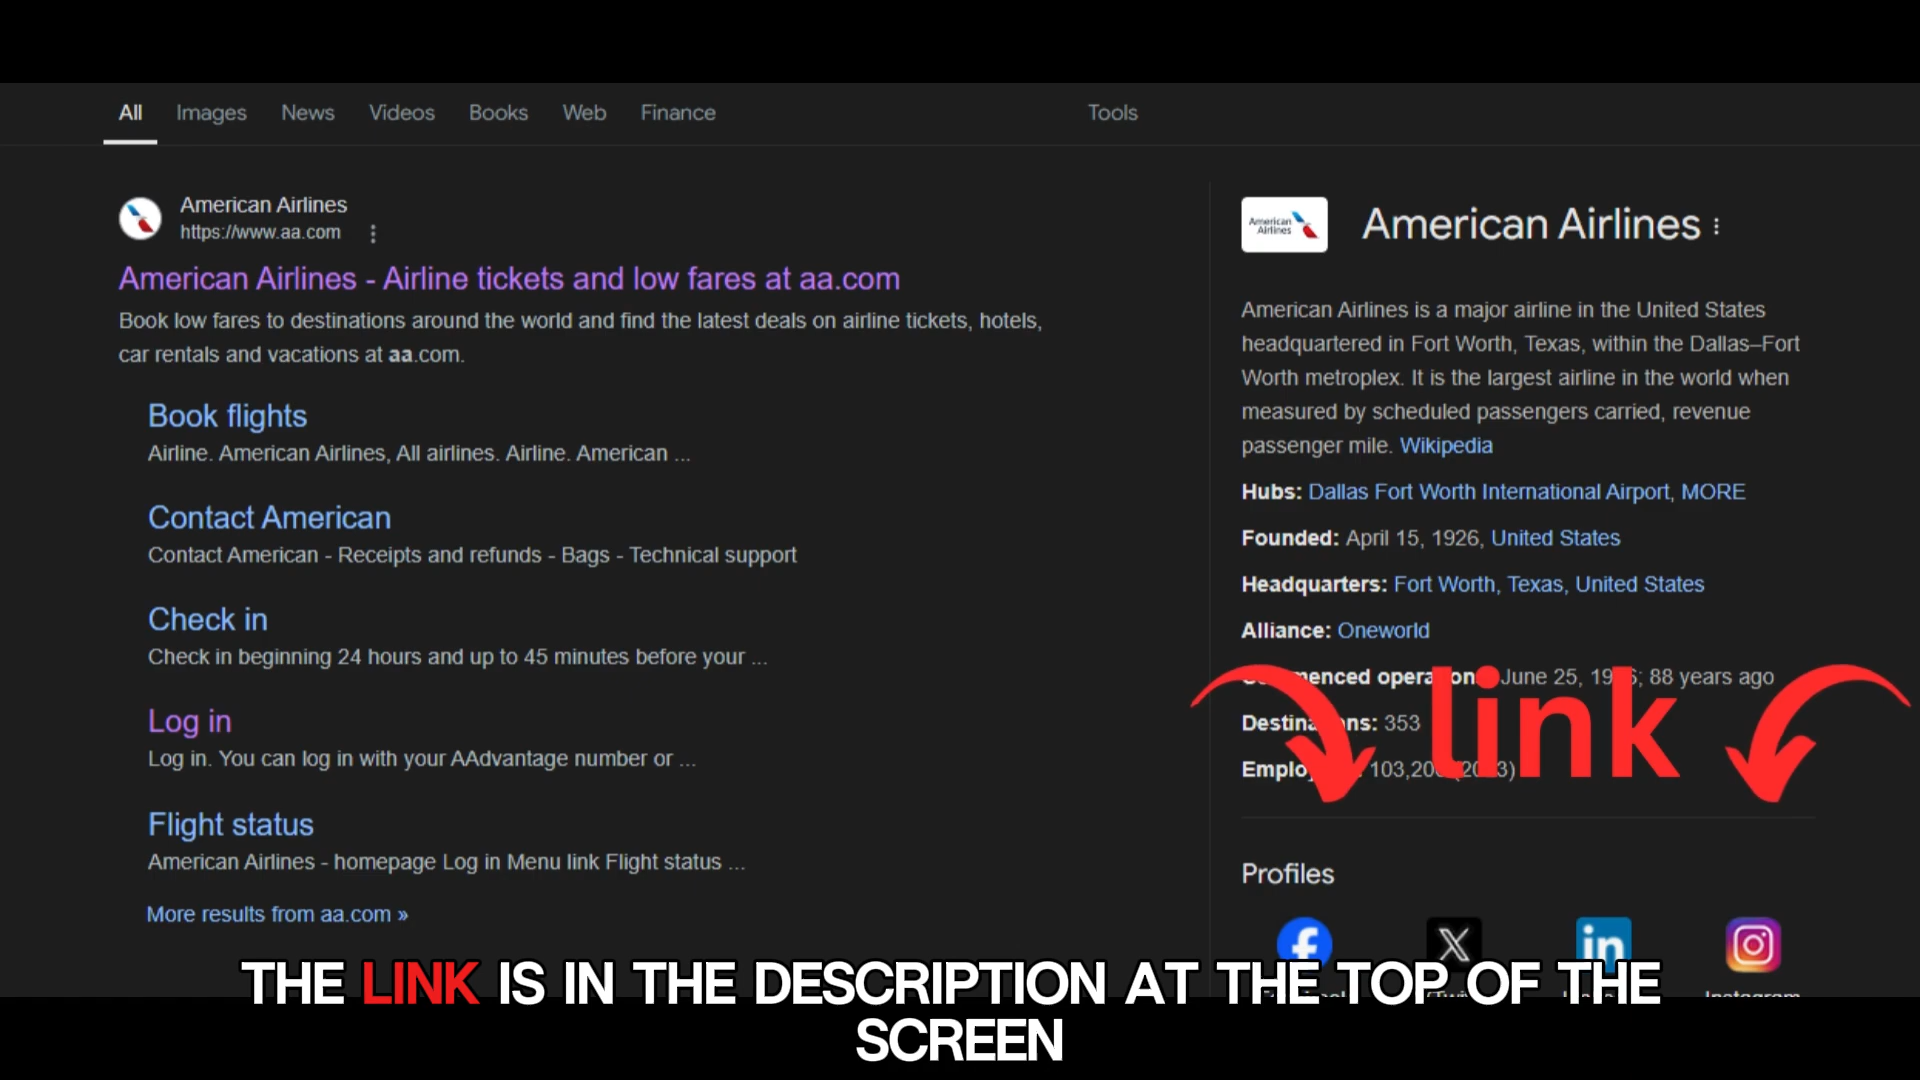 All Images News Videos Books Web Finance Tools
American Airlines
https://www.aa.com
American Airlines - Airline tickets and low fares at aa.com
Book low fares to destinations around the world and find the latest deals on airline tickets, hotels,
car rentals and vacations at aa.com.
Book flights
Airline. American Airlines, All airlines. Airline. American ...
Contact American
Contact American - Receipts and refunds - Bags - Technical support
Check in
Check in beginning 24 hours and up to 45 minutes before your ...
Log in
Log in. You can log in with your AAdvantage number or ...
Flight status
American Airlines - homepage Log in Menu link Flight status ...
More results from aa.com »
American
Airlines
American Airlines
American Airlines is a major airline in the United States
headquartered in Fort Worth, Texas, within the Dallas–Fort
Worth metroplex. It is the largest airline in the world when
measured by scheduled passengers carried, revenue
passenger mile. Wikipedia
Hubs: Dallas Fort Worth International Airport, MORE
Founded: April 15, 1926, United States
Headquarters: Fort Worth, Texas, United States
Alliance: Oneworld
June 25, 88 years ago
353
link
Profiles
in
Instagram
THE LINK IS IN THE DESCRIPTION AT THE TOP OF THE
SCREEN